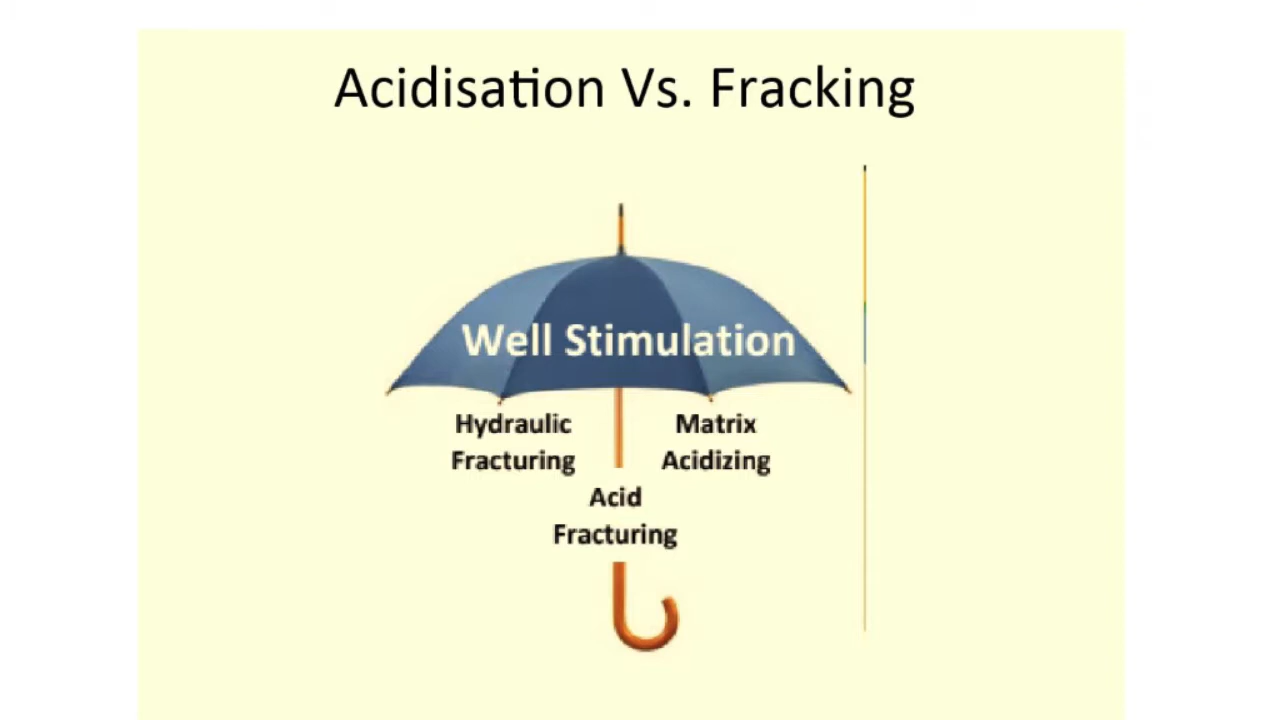 Acidisation Vs. Fracking
Well Stimulation
Hydraulic
Fracturing
Matrix
Acidizing
Acid
Fracturing